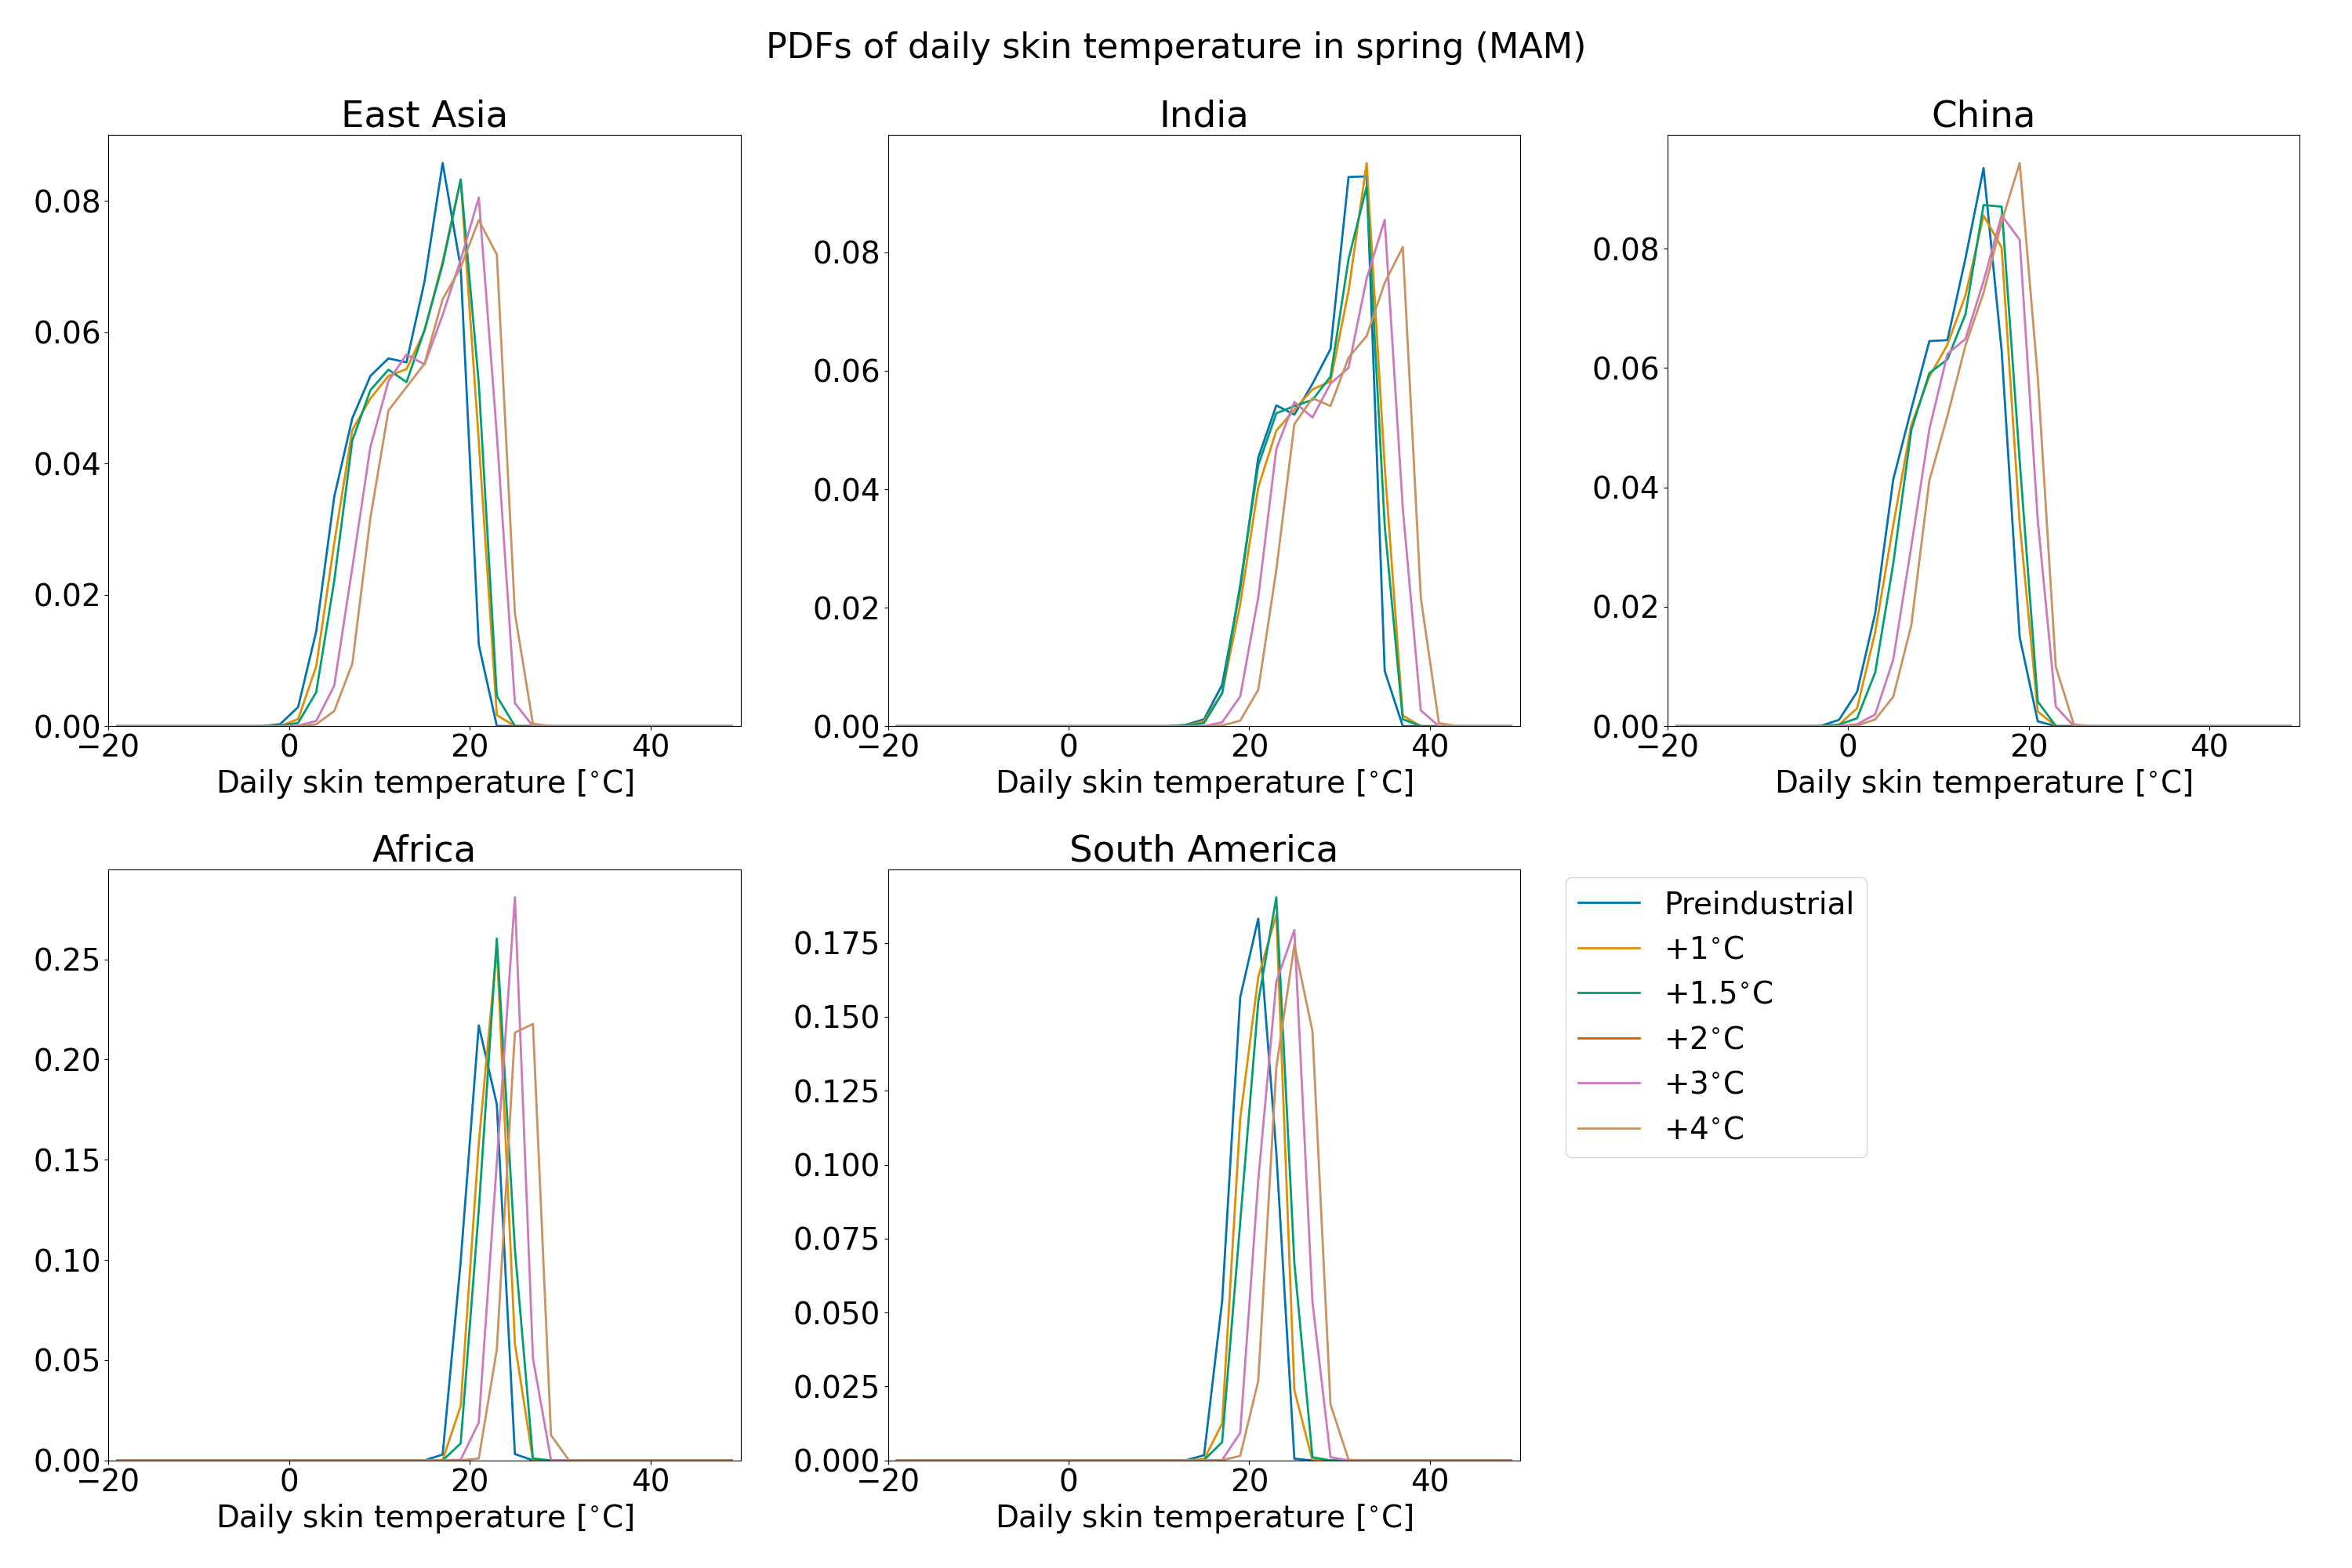 PDFs of daily skin temperature in spring (MAM)
East Asia
0.08
0.06
0.04
0.02
0.00
−20 0 20 40
Daily skin temperature [°C]
India
0.08
0.06
0.04
0.02
0.00
−20 0 20 40
Daily skin temperature [°C]
China
0.08
0.06
0.04
0.02
0.00
−20 0 20 40
Daily skin temperature [°C]
Africa
0.25
0.20
0.15
0.10
0.05
0.00
−20 0 20 40
Daily skin temperature [°C]
South America
0.175
0.150
0.125
0.100
0.075
0.050
0.025
0.000
−20 0 20 40
Daily skin temperature [°C]
Preindustrial
+1°C
+1.5°C
+2°C
+3°C
+4°C